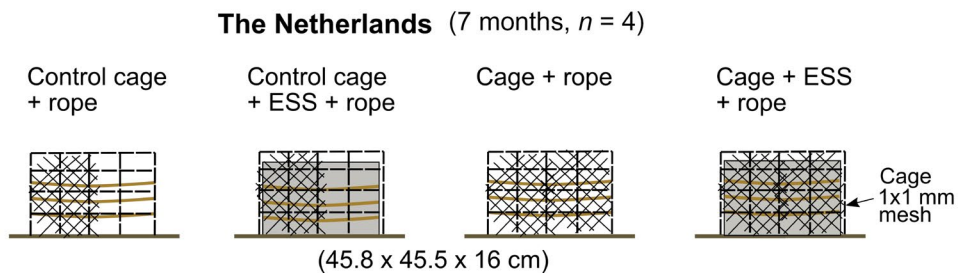 The Netherlands (7 months, n = 4)
Control cage
+ rope
Control cage
+ ESS + rope
Cage + rope
Cage + ESS
+ rope
Cage
1x1 mm
mesh
(45.8 x 45.5 x 16 cm)